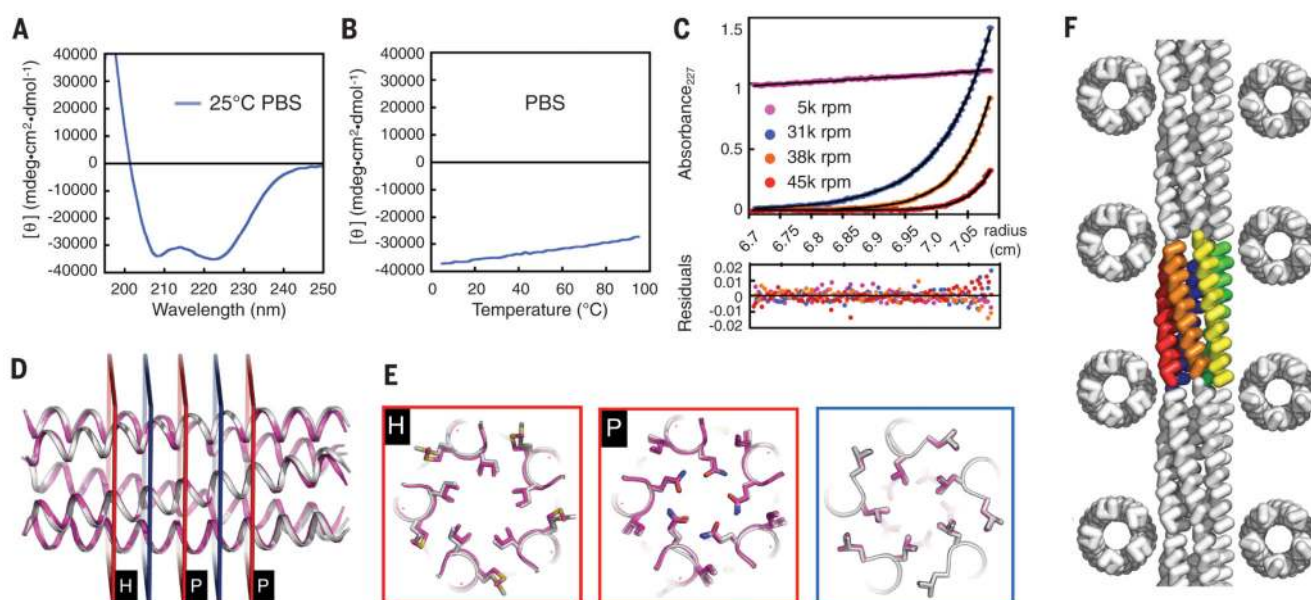 A
[θ] (mdeg•cm²•dmol⁻¹)
40000
30000
20000
10000
0
-10000
-20000
-30000
-40000
25°C PBS
200 210 220 230 240 250
Wavelength (nm)
B
[θ] (mdeg•cm²•dmol⁻¹)
40000
30000
20000
10000
0
-10000
-20000
-30000
-40000
PBS
0 20 40 60 80 100
Temperature (°C)
C
Absorbance₂₂₇
1.5
1
0.5
0
5k rpm
31k rpm
38k rpm
45k rpm
6.7 6.75 6.8 6.85 6.9 6.95 7.0 7.05 radius
(cm)
Residuals
0.02
0.01
0
-0.01
-0.02
D
H P P
E
H P
F